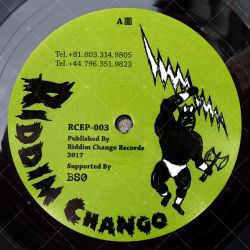 A面
Tel.+81.803.314.9805
Tel.+44.796.351.9823
RCEP-003
Published By
Riddim Chango Records
2017
Supported By
BSØ
RIDDIM CHANGO